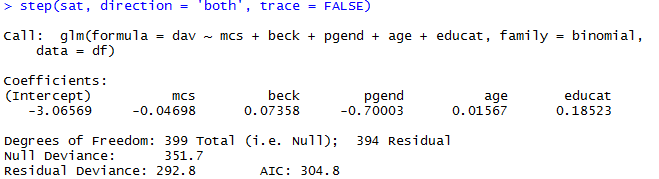 > step(sat, direction = 'both', trace = FALSE)
Call:  glm(formula = dav ~ mcs + beck + pgend + age + educat, family = binomial,
    data = df)
Coefficients:
(Intercept)          mcs         beck        pgend          age       educat
   -3.06569     -0.04698      0.07358     -0.70003      0.01567      0.18523
Degrees of Freedom: 399 Total (i.e. Null);  394 Residual
Null Deviance:      351.7
Residual Deviance: 292.8        AIC: 304.8